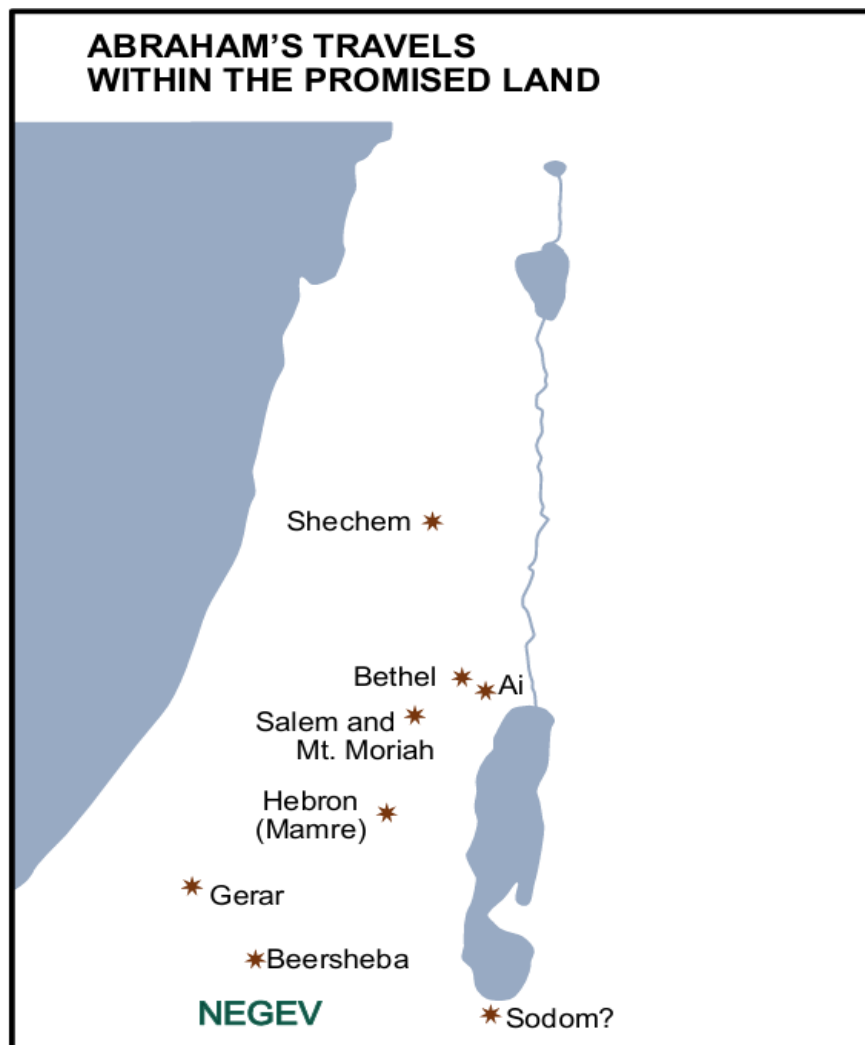 ABRAHAM'S TRAVELS
WITHIN THE PROMISED LAND
Shechem
Bethel
Ai
Salem and
Mt. Moriah
Hebron
(Mamre)
Gerar
Beersheba
NEGEV
Sodom?